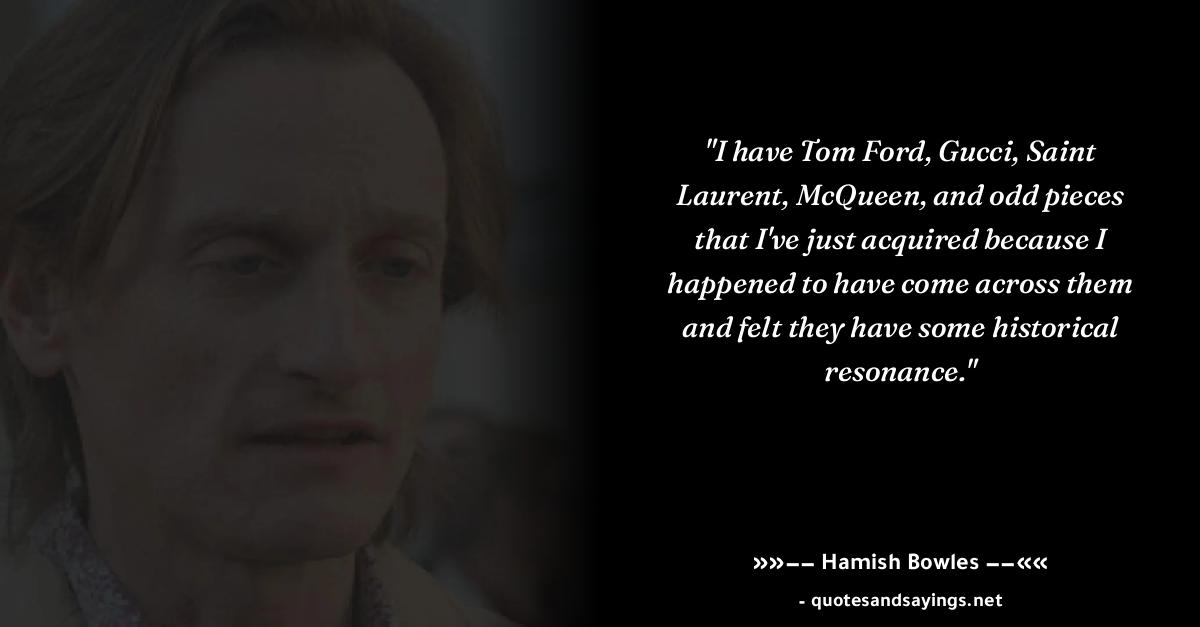 "I have Tom Ford, Gucci, Saint
Laurent, McQueen, and odd pieces
that I've just acquired because I
happened to have come across them
and felt they have some historical
resonance."
»»−− Hamish Bowles −−««
- quotesandsayings.net